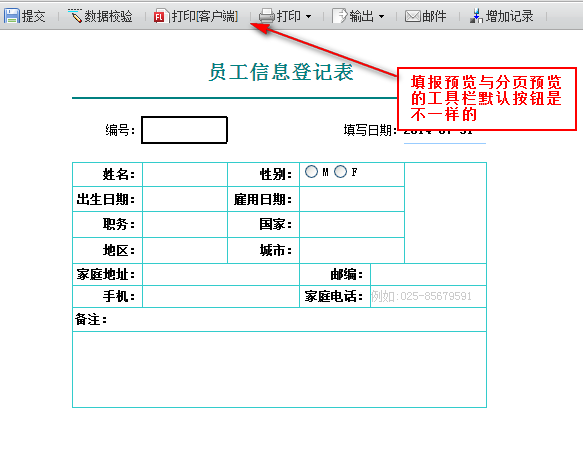 提交 数据校验 打印[客户端] 打印 输出 邮件 增加记录
员工信息登记表
填报预览与分页预览
的工具栏默认按钮是
不一样的
编号： 填写日期：
姓名： 性别： M F
出生日期： 雇用日期：
职务： 国家：
地区： 城市：
家庭地址： 邮编：
手机： 家庭电话： 例如:025-85679591
备注：